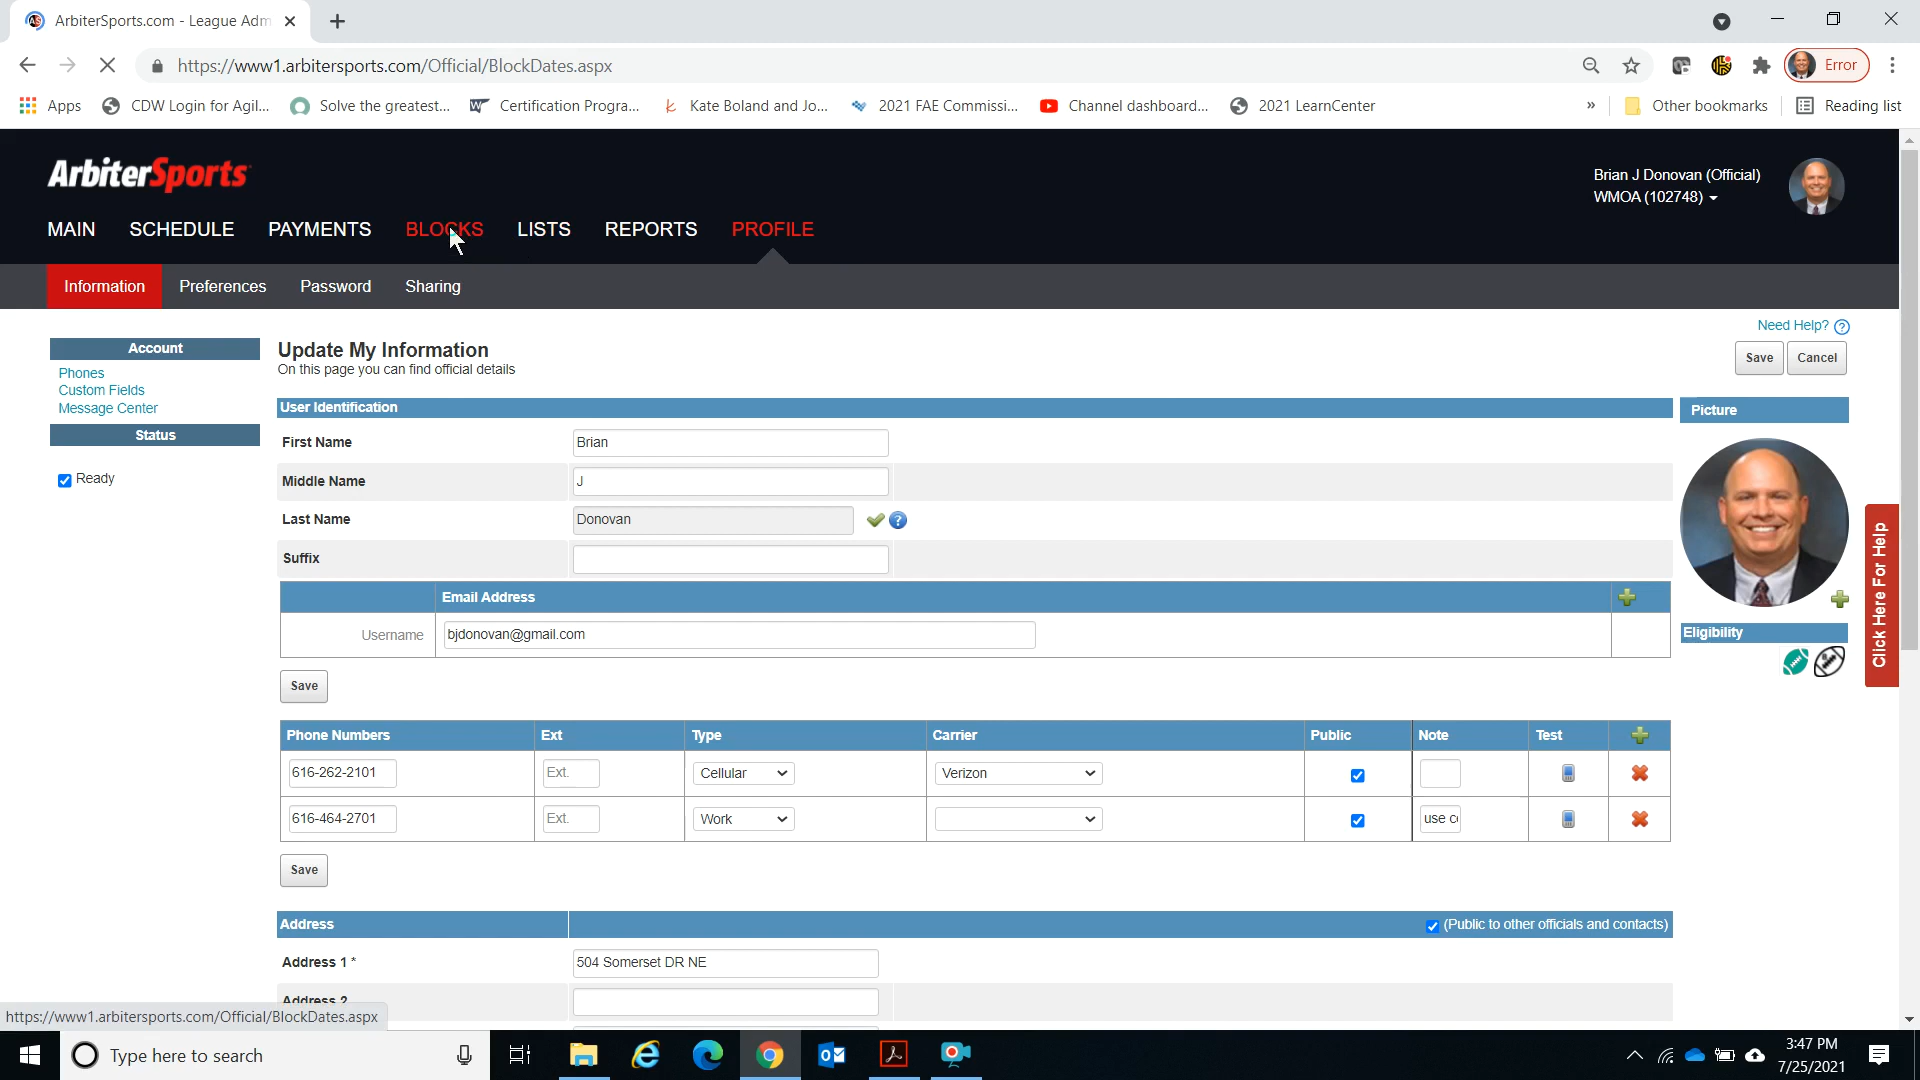 ArbiterSports.com - League Adm
https://www1.arbitersports.com/Official/BlockDates.aspx
Error
Apps
CDW Login for Agil...
Solve the greatest...
Certification Progra...
Kate Boland and Jo...
2021 FAE Commissi...
Channel dashboard...
2021 LearnCenter
»
Other bookmarks
Reading list
ArbiterSports
Brian J Donovan (Official)
WMOA (102748)
MAIN
SCHEDULE
PAYMENTS
BLOCKS
LISTS
REPORTS
PROFILE
Information
Preferences
Password
Sharing
Need Help?
Account
Phones
Custom Fields
Message Center
Status
Ready
Update My Information
On this page you can find official details
Save
Cancel
User Identification
Picture
First Name
Brian
Middle Name
J
Last Name
Donovan
Suffix
Email Address
Username
bjdonovan@gmail.com
Eligibility
Click Here For Help
Save
Phone Numbers
Ext
Type
Carrier
Public
Note
Test
616-262-2101
Ext.
Cellular
Verizon
616-464-2701
Ext.
Work
use c
Save
Address
(Public to other officials and contacts)
Address 1 *
504 Somerset DR NE
Address 2
https://www1.arbitersports.com/Official/BlockDates.aspx
Type here to search
3:47 PM
7/25/2021